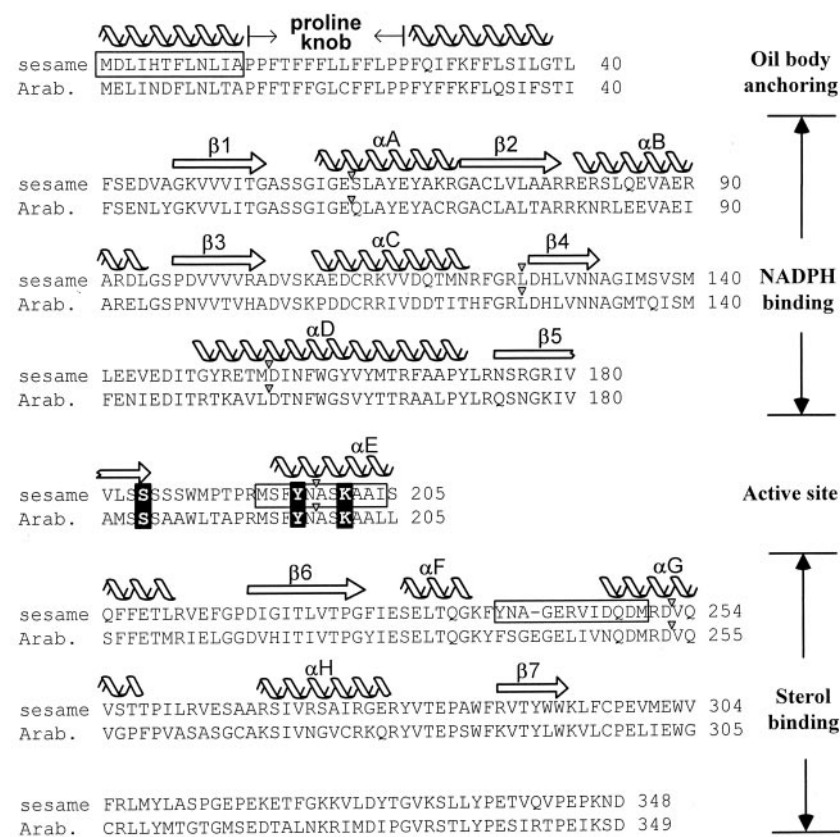 proline
knob
sesame MDLIHTFLNLIAPPFTFFFLLFFLPPFQIFKFFLSILGTL 40
Arab. MELINDFLNLTAPFFTFFGLCFFLPPFYFFKFLQSIFSTI 40
Oil body
anchoring
β1 αA β2 αB
sesame FSEDVAGKVVVITGASSGIGESLAYEYAKRGACLVLAARRERSLQEVAER 90
Arab. FSENLYGKVVLITGASSGIGEQLAYEYACRGACLALTARRKNRLEEVAEI 90
β3 αC β4
sesame ARDLGSPDVVVVRADVSKAEDCRKVVDQTMNRFGRLDHLVNNAGIMSVSM 140
Arab. ARELGSPNVVTVHADVSKPDDCRRIVDDTITHFGRLDHLVNNAGMTQISM 140
NADPH
binding
αD β5
sesame LEEVEDITGYRETMDINFWGYVYMTRFAAPYLRNSRGRIV 180
Arab. FENIEDITRTKAVLDTNFWGSVYTTRAALPYLRQSNGKIV 180
αE
sesame VLSSSSSWMPTPRMSFYNASKAAIS 205
Arab. AMSSSAAWLTAPRMSFYNASKAALL 205
Active site
β6 αF αG
sesame QFFETLRVEFGPDIGITLVTPGFIESELTQGKFYNA-GERVIDQDMRDVQ 254
Arab. SFFETMRIELGGDVHITIVTPGYIESELTQGKYFSGEGELIVNQDMRDVQ 255
αH β7
sesame VSTTPILRVESAARSIVRSAIRGERYVTEPAWFRVTYWWKLFCPEVMEWV 304
Arab. VGPFPVASASGCAKSIVNGVCRKQRYVTEPSWFKVTYLWKVLCPELIEWG 305
Sterol
binding
sesame FRLMYLASPGEPEKETFGKKVLDYTGVKSLLYPETVQVPEPKND 348
Arab. CRLLYMTGTGMSEDTALNKRIMDIPGVRSTLYPESIRTPEIKSD 349